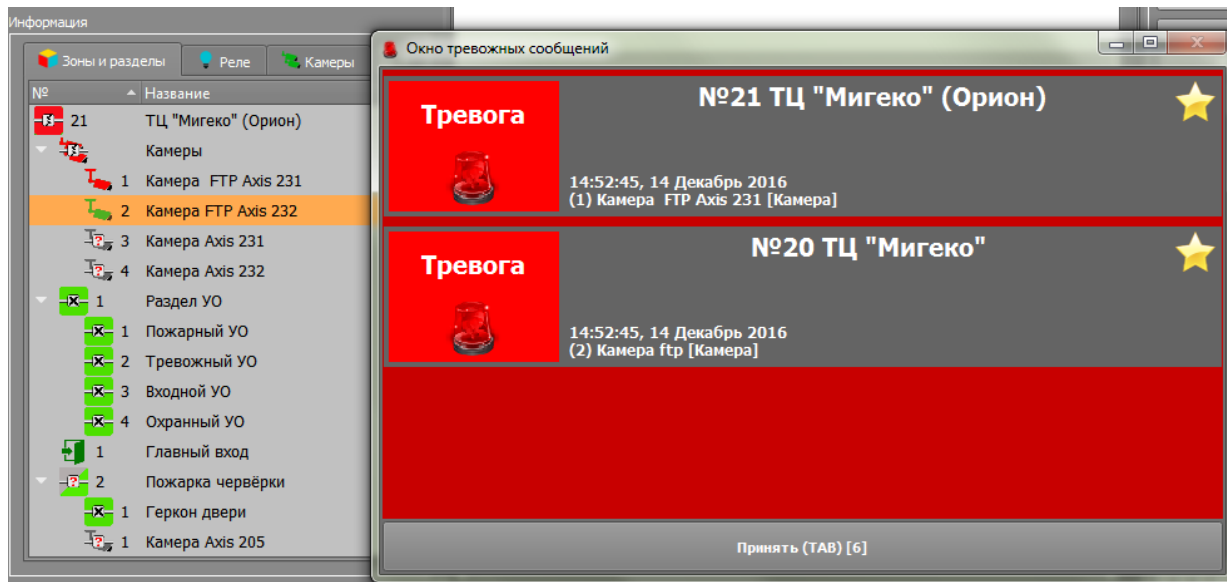 Информация
Зоны и разделы
Реле
Камеры
№ Название
21 ТЦ "Мигеко" (Орион)
Камеры
1 Камера FTP Axis 231
2 Камера FTP Axis 232
? 3 Камера Axis 231
? 4 Камера Axis 232
1 Раздел УО
1 Пожарный УО
2 Тревожный УО
3 Входной УО
4 Охранный УО
1 Главный вход
? 2 Пожарка червёрки
1 Геркон двери
? 1 Камера Axis 205
Окно тревожных сообщений
Тревога
№21 ТЦ "Мигеко" (Орион)
14:52:45, 14 Декабрь 2016
(1) Камера FTP Axis 231 [Камера]
Тревога
№20 ТЦ "Мигеко"
14:52:45, 14 Декабрь 2016
(2) Камера ftp [Камера]
Принять (TAB) [6]